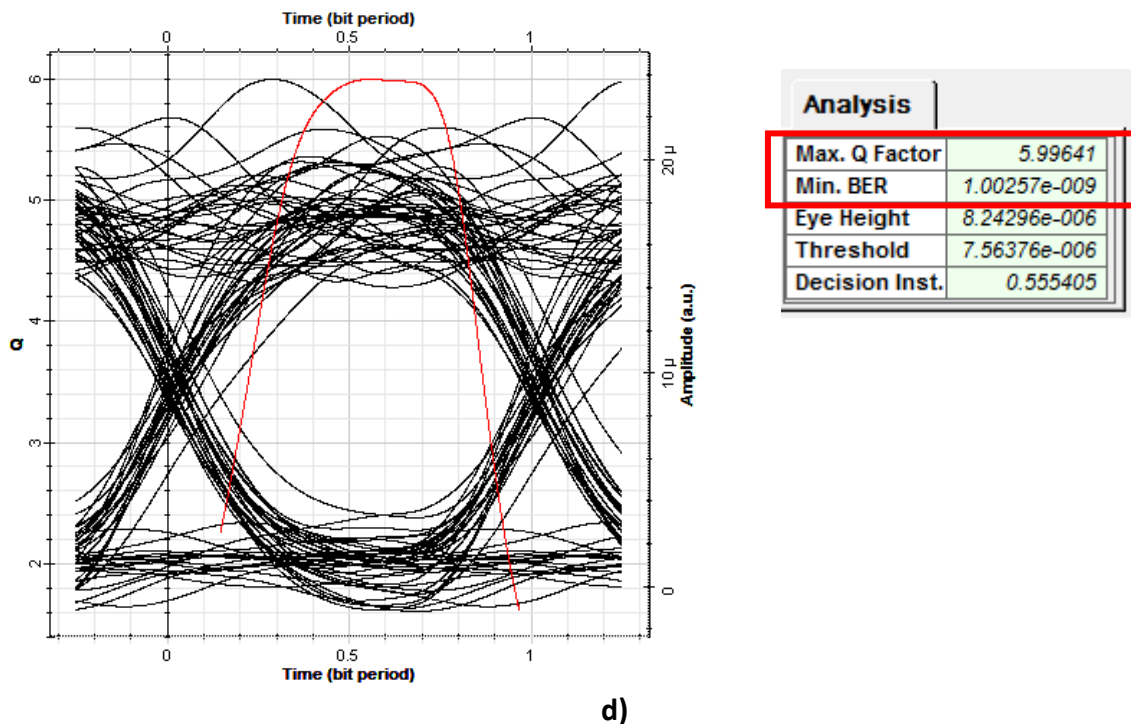 Time (bit period)
0 0.5 1
6
5
4
3
2
Q
20 µ
10 µ
0
Amplitude (a.u.)
0 0.5 1
Time (bit period)
Analysis
Max. Q Factor 5.99641
Min. BER 1.00257e-009
Eye Height 8.24296e-006
Threshold 7.56376e-006
Decision Inst. 0.555405
d)